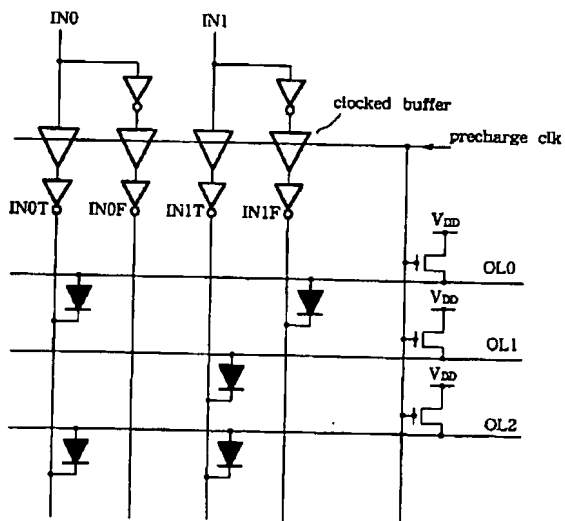 IN0
IN1
clocked buffer
precharge clk
IN0T
IN0F
IN1T
IN1F
VDD
OL0
VDD
OL1
VDD
OL2